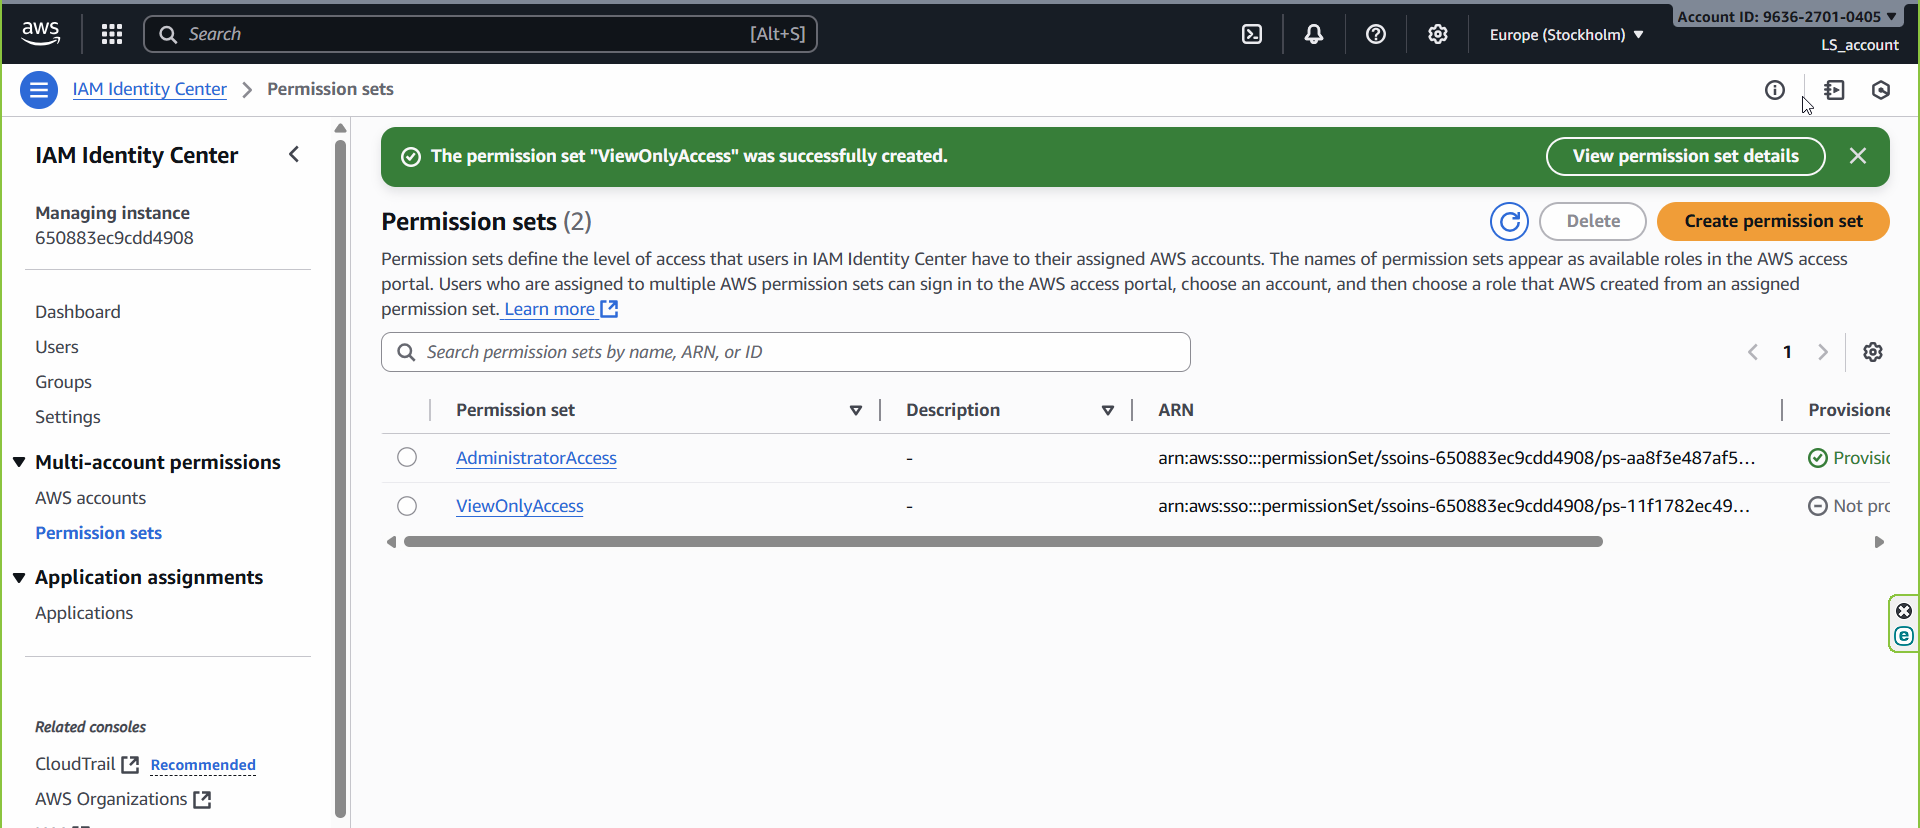 aws
Search
[Alt+S]
Europe (Stockholm)
Account ID: 9636-2701-0405
LS_account
IAM Identity Center
Permission sets
IAM Identity Center
Managing instance
650883ec9cdd4908
Dashboard
Users
Groups
Settings
Multi-account permissions
AWS accounts
Permission sets
Application assignments
Applications
Related consoles
CloudTrail Recommended
AWS Organizations
The permission set "ViewOnlyAccess" was successfully created.
View permission set details
Permission sets (2)
Delete
Create permission set
Permission sets define the level of access that users in IAM Identity Center have to their assigned AWS accounts. The names of permission sets appear as available roles in the AWS access
portal. Users who are assigned to multiple AWS permission sets can sign in to the AWS access portal, choose an account, and then choose a role that AWS created from an assigned
permission set. Learn more
Search permission sets by name, ARN, or ID
1
Permission set Description ARN Provisione
AdministratorAccess - arn:aws:sso:::permissionSet/ssoins-650883ec9cdd4908/ps-aa8f3e487af5... Provisio
ViewOnlyAccess - arn:aws:sso:::permissionSet/ssoins-650883ec9cdd4908/ps-11f1782ec49... Not pro